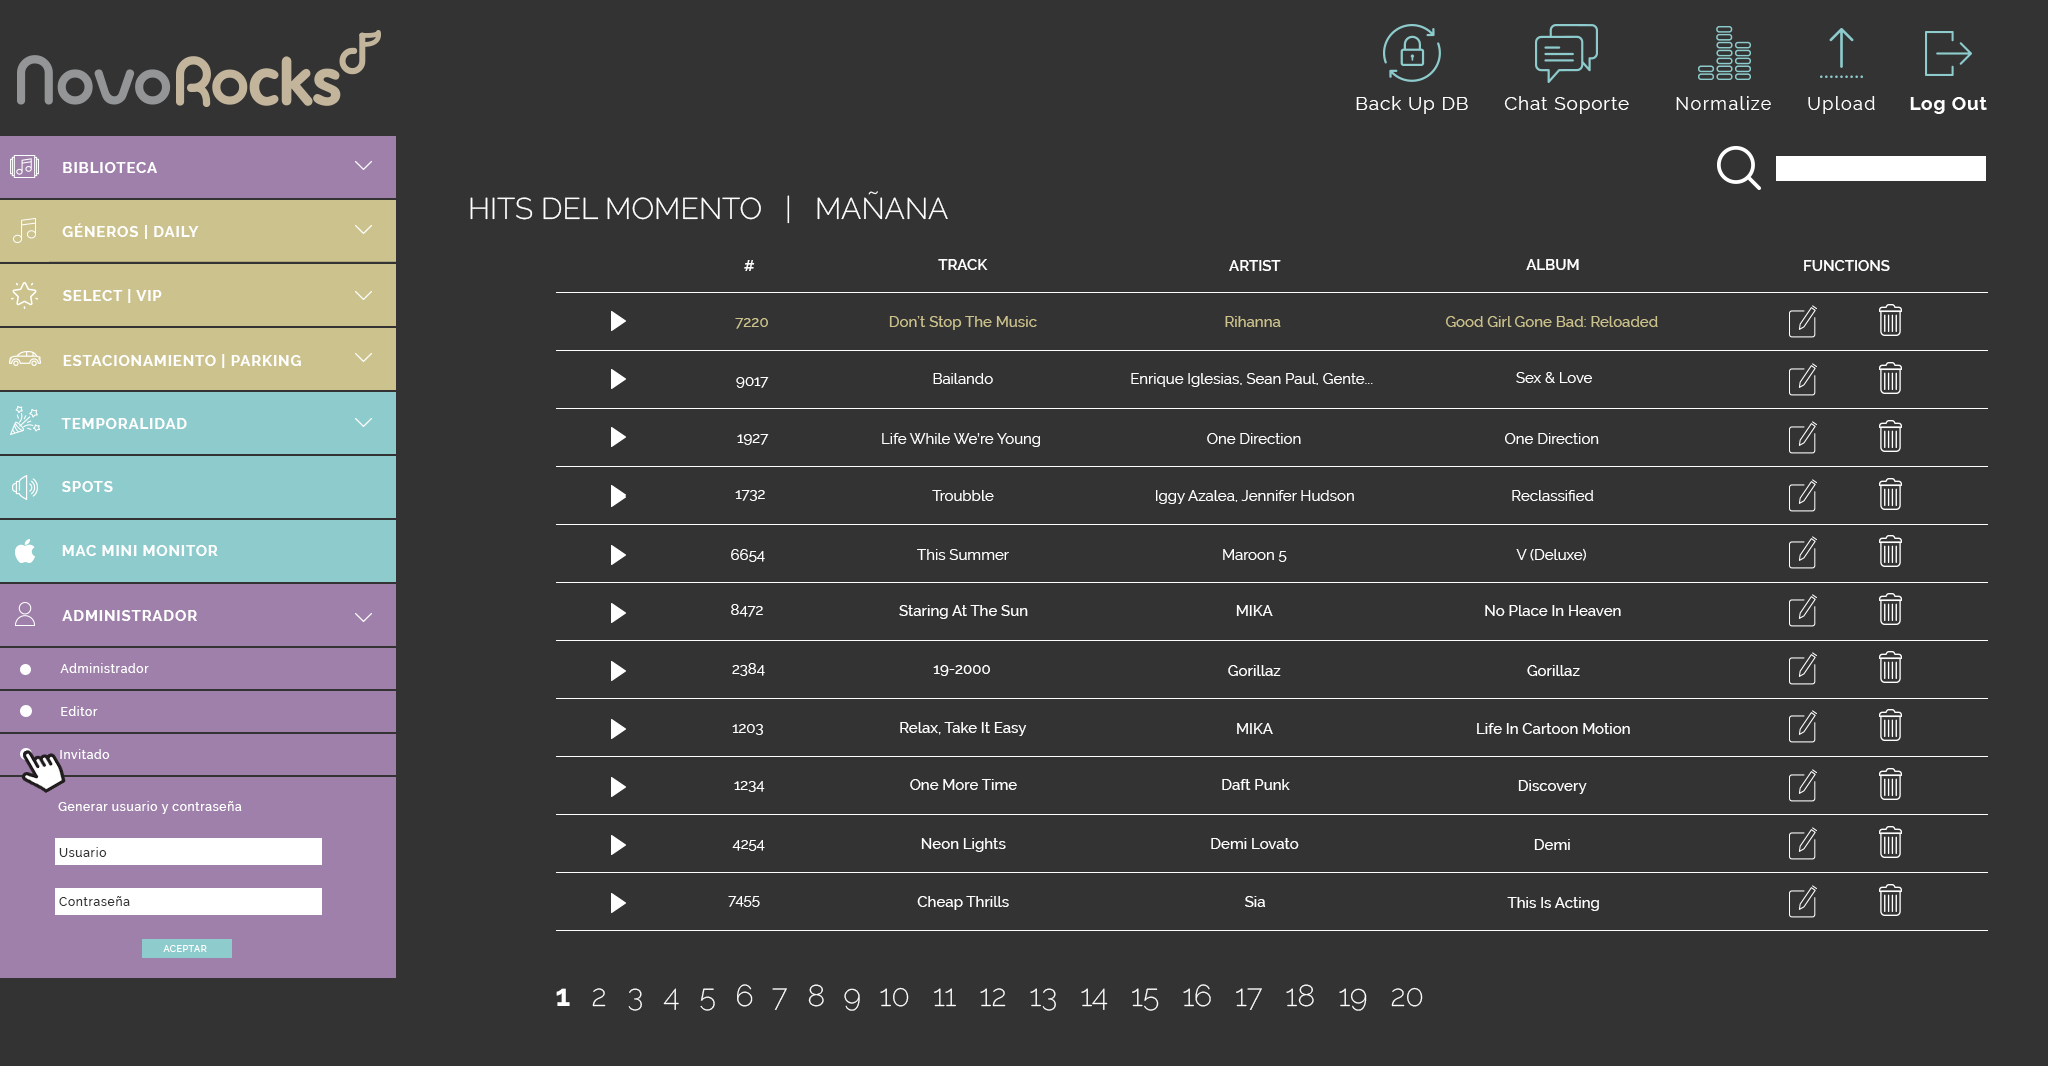 NovoRocks
Back Up DB
Chat Soporte
Normalize
Upload
Log Out
BIBLIOTECA
GÉNEROS | DAILY
SELECT | VIP
ESTACIONAMIENTO | PARKING
TEMPORALIDAD
SPOTS
MAC MINI MONITOR
ADMINISTRADOR
Administrador
Editor
Invitado
Generar usuario y contraseña
Usuario
Contraseña
ACEPTAR
HITS DEL MOMENTO | MAÑANA
# TRACK ARTIST ALBUM FUNCTIONS
7220 Don't Stop The Music Rihanna Good Girl Gone Bad: Reloaded
9017 Bailando Enrique Iglesias, Sean Paul, Gente... Sex & Love
1927 Life While We're Young One Direction One Direction
1732 Troubble Iggy Azalea, Jennifer Hudson Reclassified
6654 This Summer Maroon 5 V (Deluxe)
8472 Staring At The Sun MIKA No Place In Heaven
2384 19-2000 Gorillaz Gorillaz
1203 Relax, Take It Easy MIKA Life In Cartoon Motion
1234 One More Time Daft Punk Discovery
4254 Neon Lights Demi Lovato Demi
7455 Cheap Thrills Sia This Is Acting
1 2 3 4 5 6 7 8 9 10 11 12 13 14 15 16 17 18 19 20